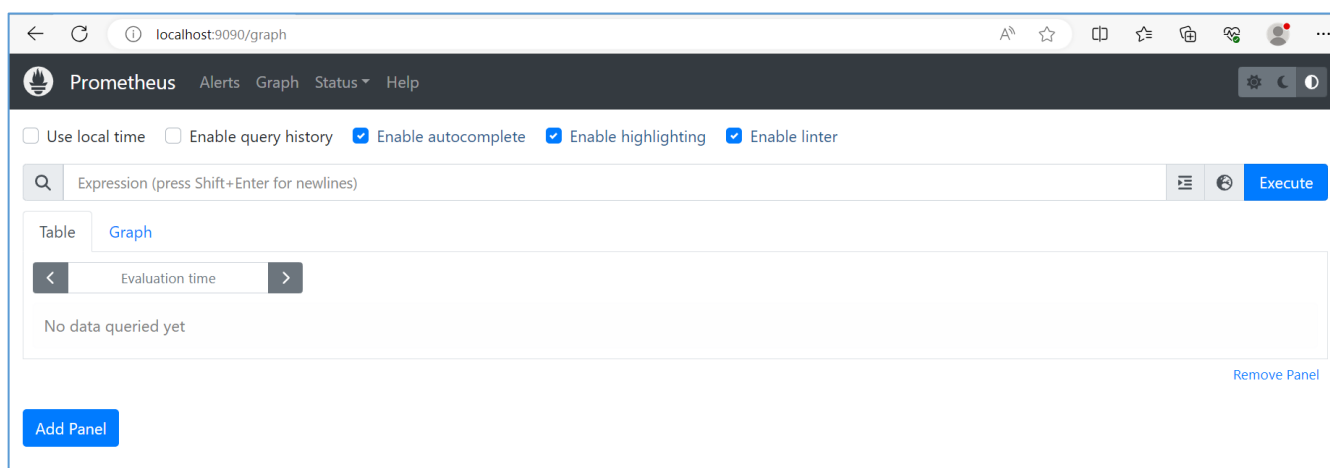 localhost:9090/graph
Prometheus Alerts Graph Status Help
Use local time Enable query history Enable autocomplete Enable highlighting Enable linter
Expression (press Shift+Enter for newlines) Execute
Table Graph
Evaluation time
No data queried yet
Remove Panel
Add Panel